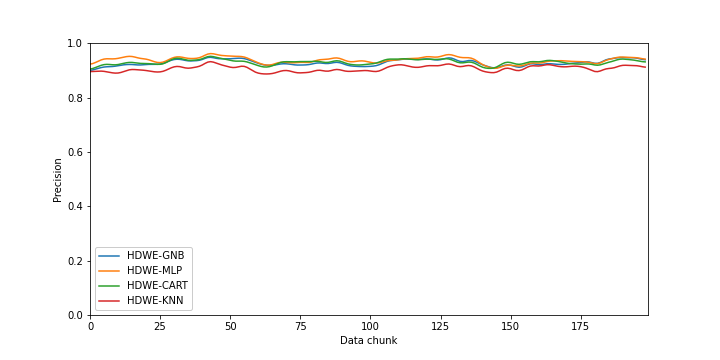 1.0
0.8
0.6
0.4
0.2
0.0
Precision
HDWE-GNB
HDWE-MLP
HDWE-CART
HDWE-KNN
0 25 50 75 100 125 150 175
Data chunk